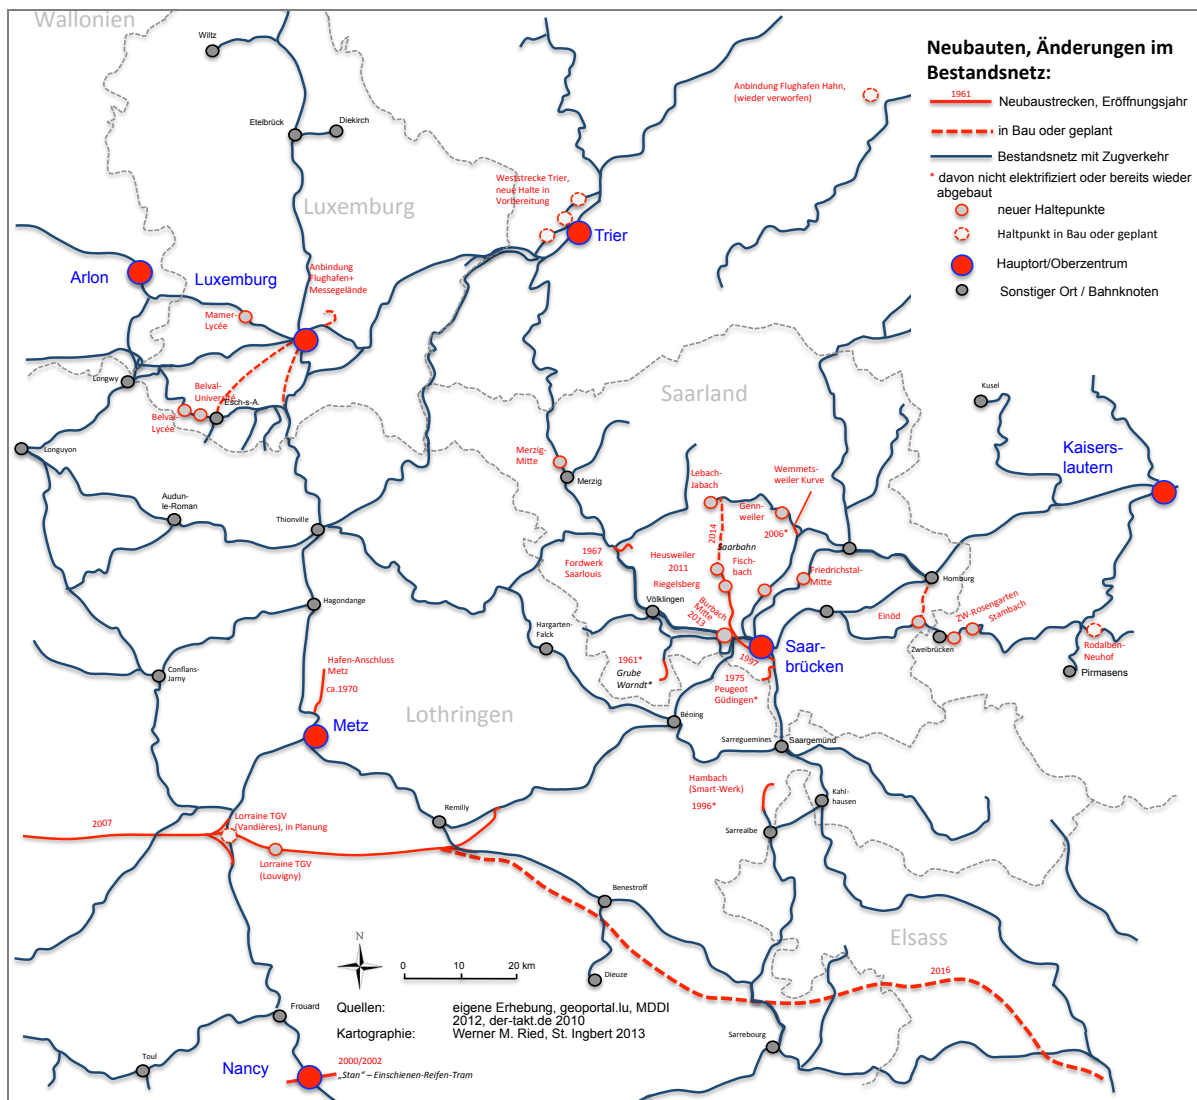 Wallonien
Wiltz
Neubauten, Änderungen im
Bestandsnetz:
1961
Neubaustrecken, Eröffnungsjahr
in Bau oder geplant
Bestandsnetz mit Zugverkehr
* davon nicht elektrifiziert oder bereits wieder
abgebaut
neuer Haltepunkte
Haltpunkt in Bau oder geplant
Hauptort/Oberzentrum
Sonstiger Ort / Bahnknoten
Anbindung Flughafen Hahn,
(wieder verworfen)
Etelbrück
Diekirch
Weststrecke Trier,
neue Halte in
Vorbereitung
Luxemburg
Trier
Arlon
Luxemburg
Anbindung
Flughafen+
Messegelände
Mamer-
Lycée
Longwy
Belval-
Université
Esch-s-A.
Belval-
Lycée
Saarland
Kusel
Kaisers-
lautern
Longuyon
Merzig-
Mitte
Merzig
Audun-
le-Roman
Thionville
Lebach-
Jabach
Wemmets-
weiler Kurve
Genn-
weiler
2014
2006*
Saarbahn
1967
Fordwerk
Saarlouis
Heusweiler
2011
Fisch-
bach
Riegelsberg
Friedrichstal-
Mitte
Homburg
Hagondange
Völklingen
Burbach
Mitte
2013
Einöd
ZW-Rosengarten
Stambach
Zweibrücken
Hargarten-
Falck
Saar-
brücken
1997
Rodalben-
Neuhof
Pirmasens
Conflans-
Jarny
Hafen-Anschluss
Metz
ca.1970
1961*
Grube
Warndt*
1975
Peugeot
Güdingen*
Lothringen
Metz
Béning
Sarreguemines
Saargemünd
Hambach
(Smart-Werk)
1996*
Kahl-
hausen
Remilly
Sarrealbe
2007
Lorraine TGV
(Vandières), in Planung
Lorraine TGV
(Louvigny)
Benestroff
Elsass
N
0
10
20 km
Dieuze
2016
Quellen:
eigene Erhebung, geoportal.lu, MDDI
2012, der-takt.de 2010
Kartographie:
Werner M. Ried, St. Ingbert 2013
Frouard
Sarrebourg
Toul
Nancy
2000/2002
„Stan” – Einschienen-Reifen-Tram